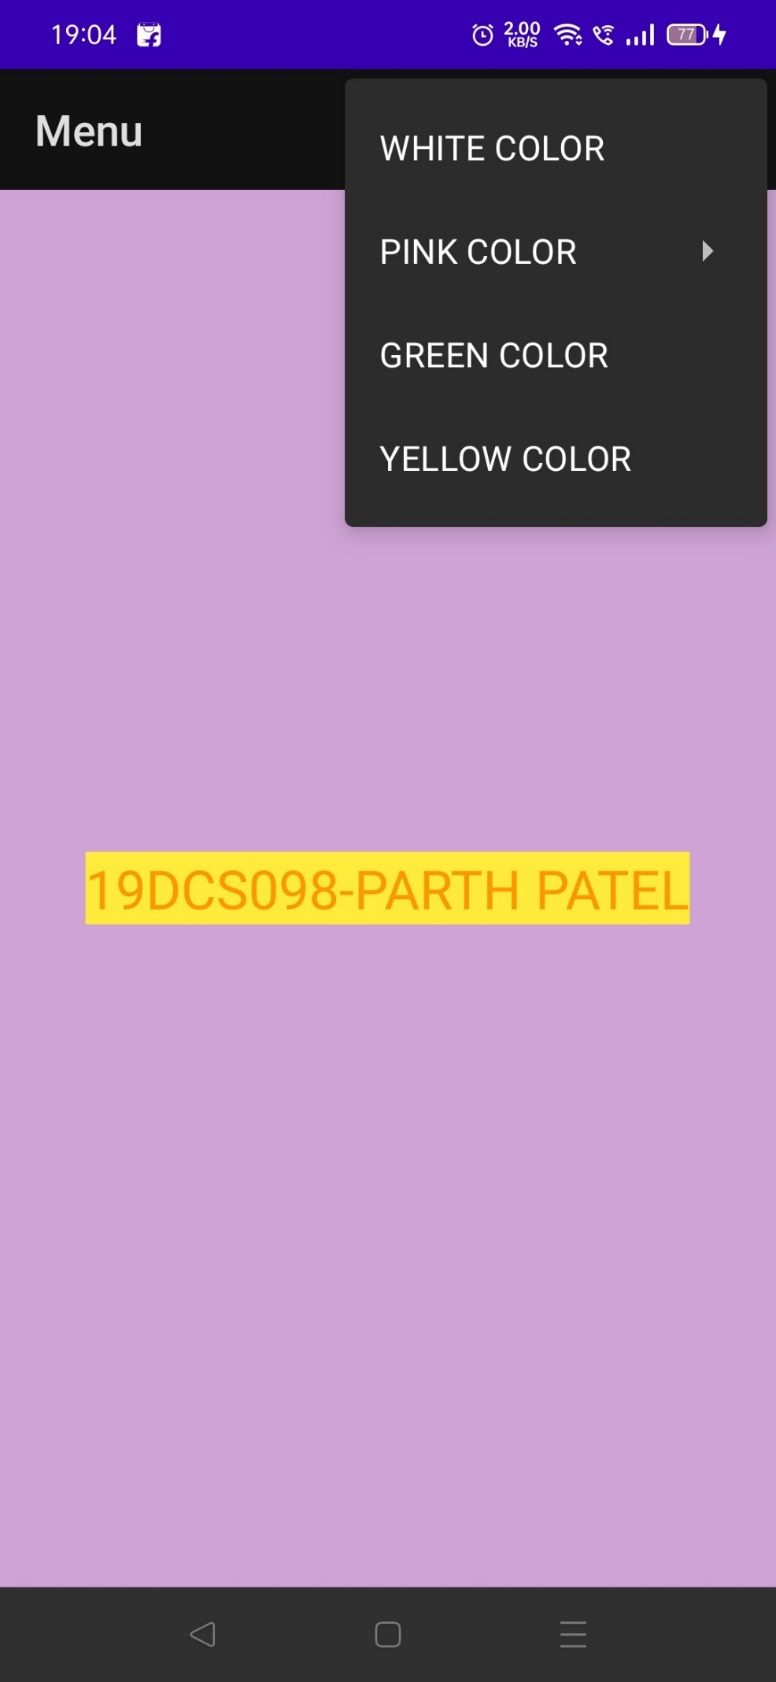 19:04 2.00 KB/S 77
Menu
WHITE COLOR
PINK COLOR
GREEN COLOR
YELLOW COLOR
19DCS098-PARTH PATEL